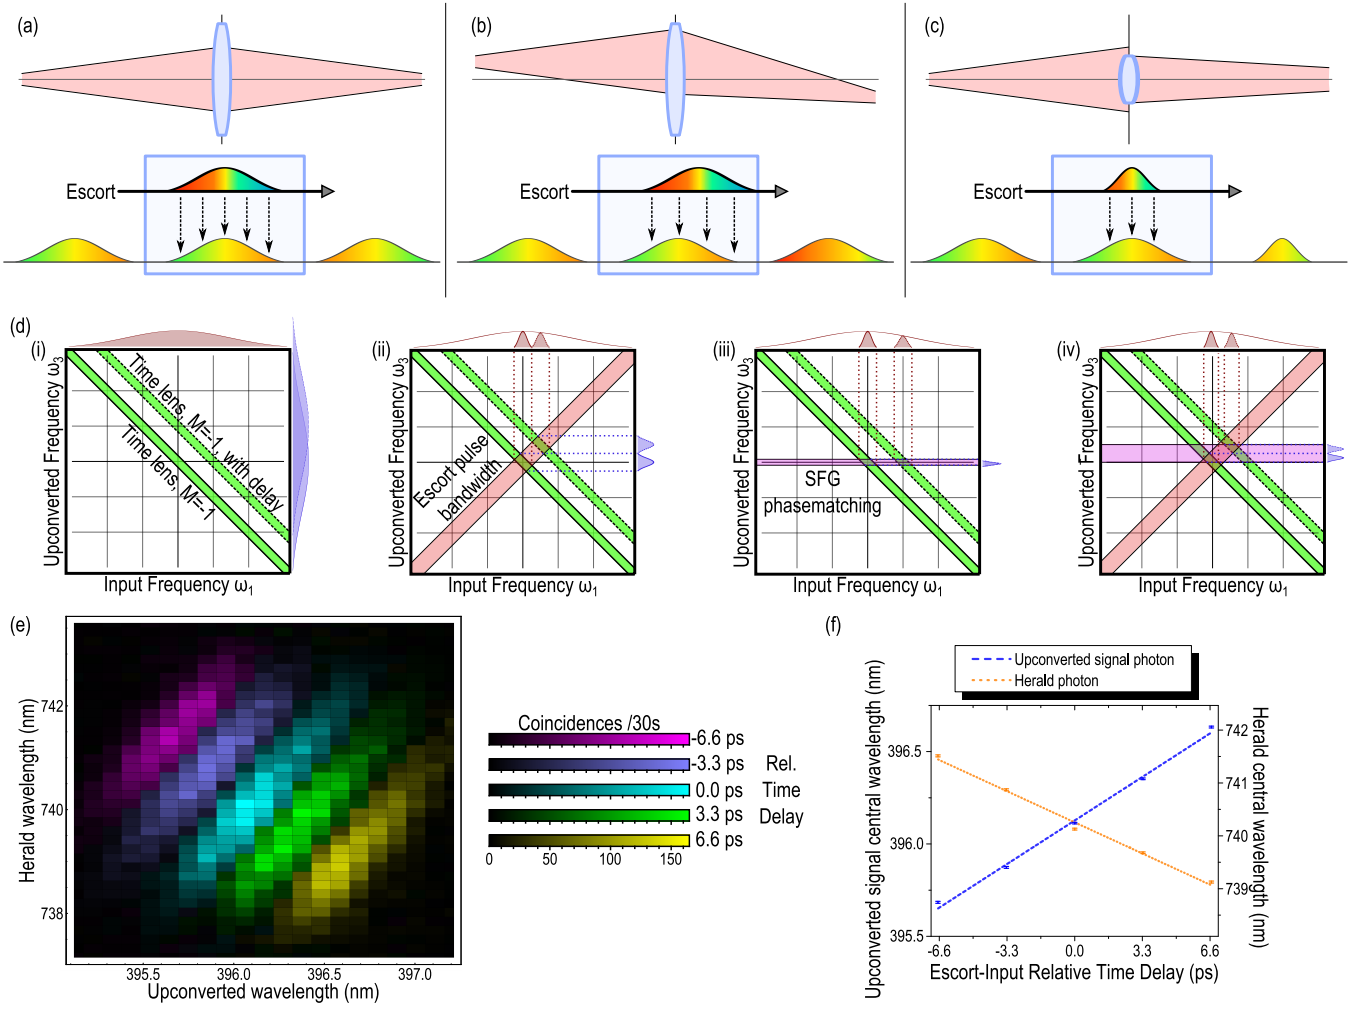 (a)
(b)
(c)
Escort
Escort
Escort
(d)
(i)
Time lens, M=-1, with delay
Time lens, M=-1
Upconverted Frequency ω3
Input Frequency ω1
(ii)
Escort pulse
bandwidth
Upconverted Frequency ω3
Input Frequency ω1
(iii)
SFG
phasematching
Upconverted Frequency ω3
Input Frequency ω1
(iv)
Upconverted Frequency ω3
Input Frequency ω1
(e)
Herald wavelength (nm)
742
740
738
395.5 396.0 396.5 397.0
Upconverted wavelength (nm)
Coincidences /30s
-6.6 ps
-3.3 ps
0.0 ps
3.3 ps
6.6 ps
Rel.
Time
Delay
0 50 100 150
(f)
Upconverted signal photon
Herald photon
Upconverted signal central wavelength (nm)
396.5
396.0
395.5
Herald central wavelength (nm)
742
741
740
739
-6.6 -3.3 0.0 3.3 6.6
Escort-Input Relative Time Delay (ps)